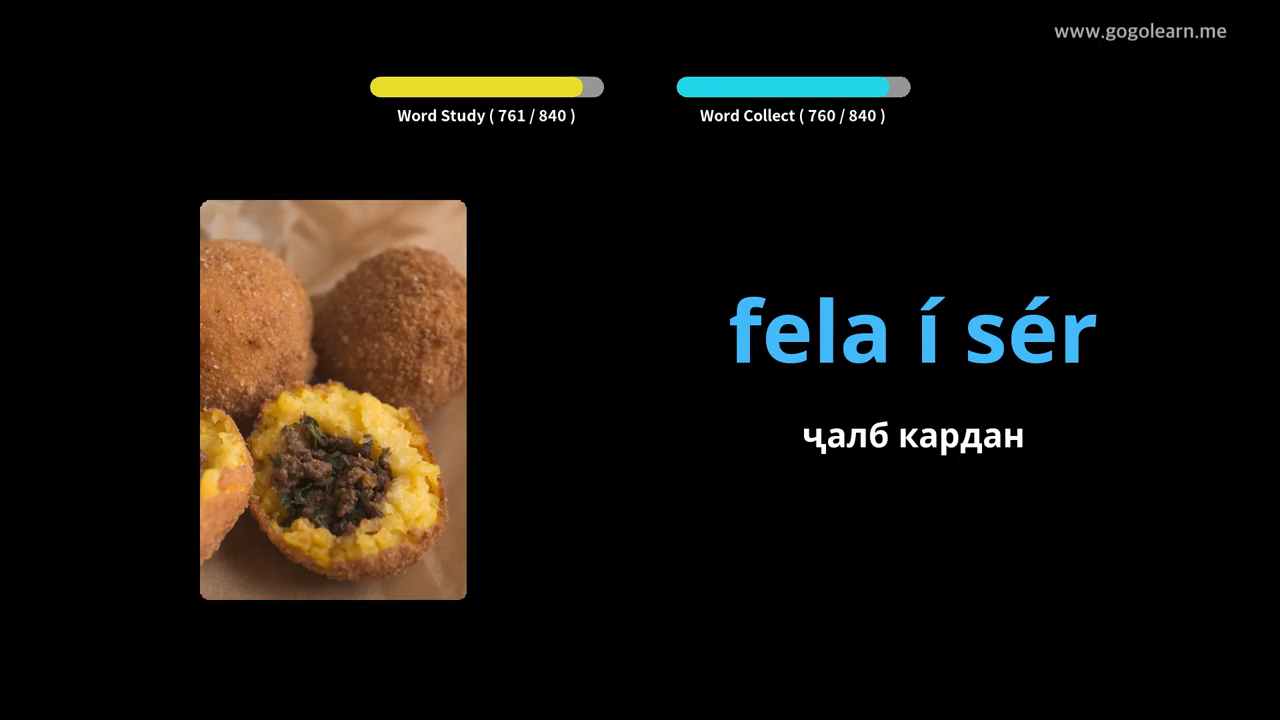 www.gogolearn.me
Word Study ( 761 / 840 )
Word Collect ( 760 / 840 )
fela í sér
ҷалб кардан